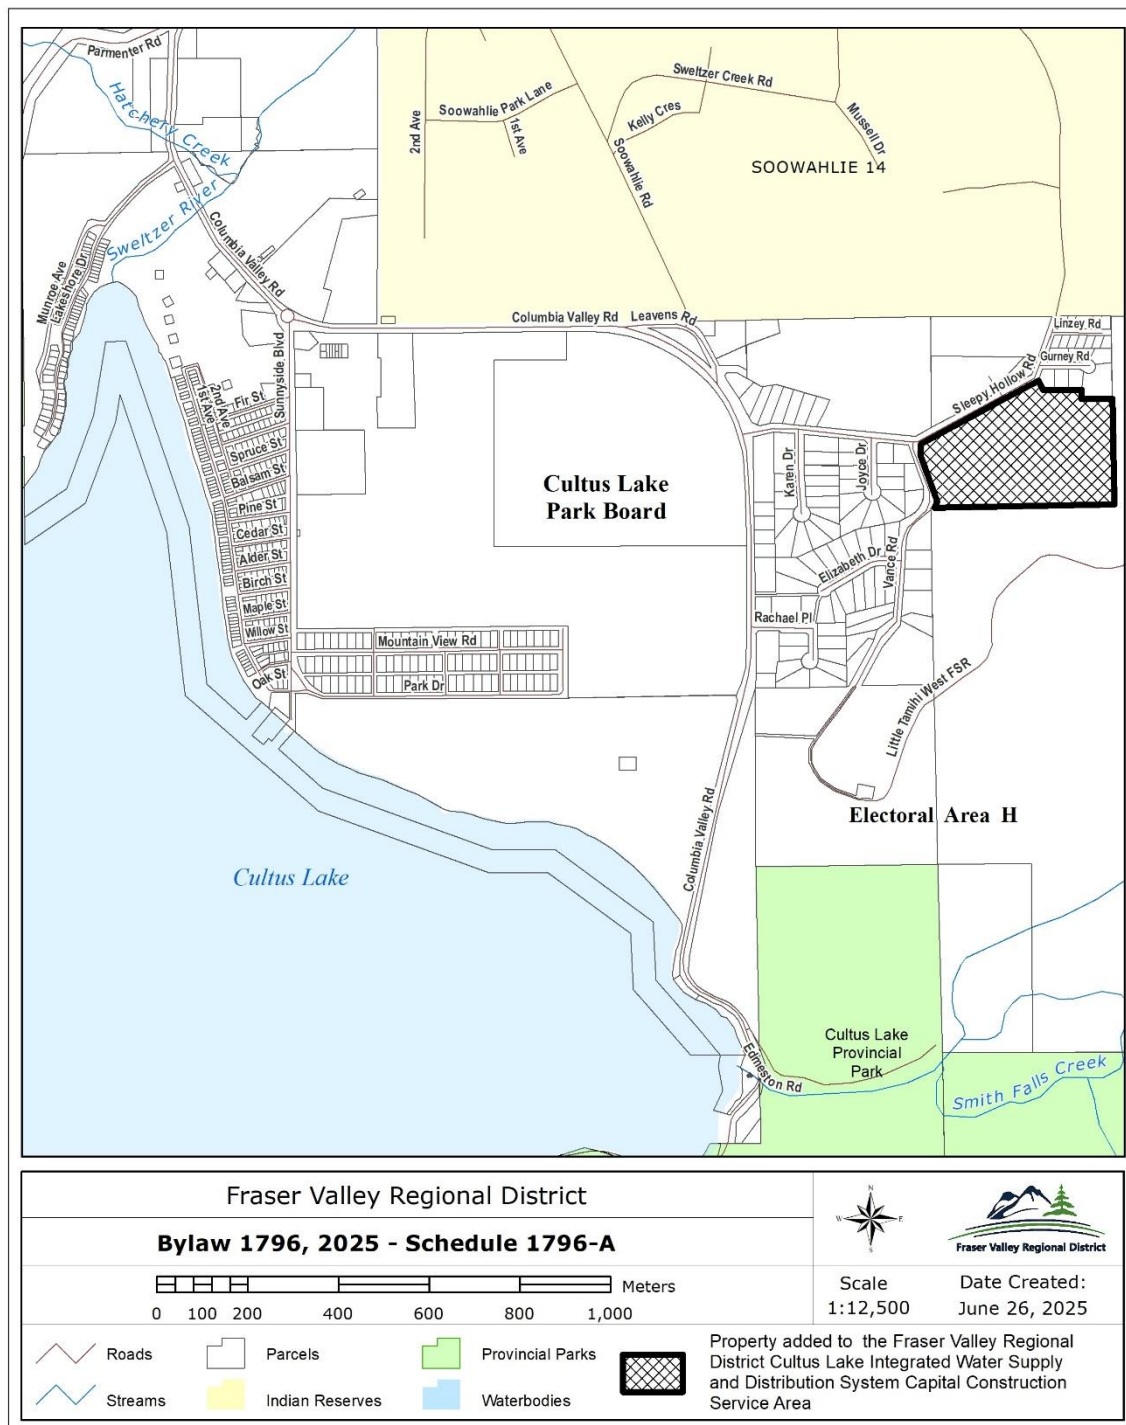 Parmenter Rd
Hatchery Creek
Sweltzer River
2nd Ave
Soowahlie Park Lane
1st Ave
Kelly Cres
Sweltzer Creek Rd
Mussell Dr
Soowahlie Rd
SOOWAHLIE 14
Munroe Ave
Lakeshore Dr
Columbia Valley Rd
Columbia Valley Rd
Leavens Rd
Linzey Rd
Gurney Rd
Sleepy Hollow Rd
Sunnyside Blvd
1st Ave
2nd Ave
Fir St
Spruce St
Balsam St
Pine St
Cedar St
Alder St
Birch St
Maple St
Willow St
Oak St
Mountain View Rd
Park Dr
Cultus Lake
Park Board
Karen Dr
Joyce Dr
Elizabeth Dr
Vance Rd
Rachael Pl
Little Tamihi West FSR
Electoral Area H
Columbia Valley Rd
Cultus Lake
Cultus Lake
Provincial
Park
Edmeston Rd
Smith Falls Creek
Fraser Valley Regional District
Bylaw 1796, 2025 - Schedule 1796-A
Meters
0 100 200 400 600 800 1,000
N
W E
S
Fraser Valley Regional District
Scale
1:12,500
Date Created:
June 26, 2025
Roads
Parcels
Provincial Parks
Streams
Indian Reserves
Waterbodies
Property added to the Fraser Valley Regional
District Cultus Lake Integrated Water Supply
and Distribution System Capital Construction
Service Area